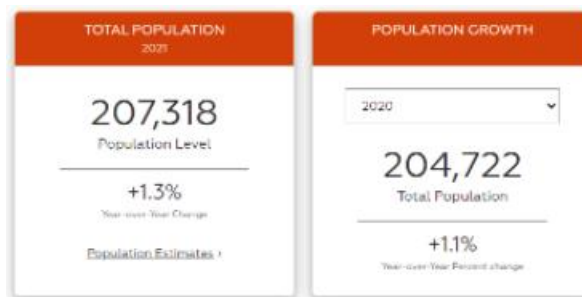 TOTAL POPULATION
2021
207,318
Population Level
+1.3%
Year-over-Year Change
Population Estimates ›
POPULATION GROWTH
2020
204,722
Total Population
+1.1%
Year-over-Year Percent change